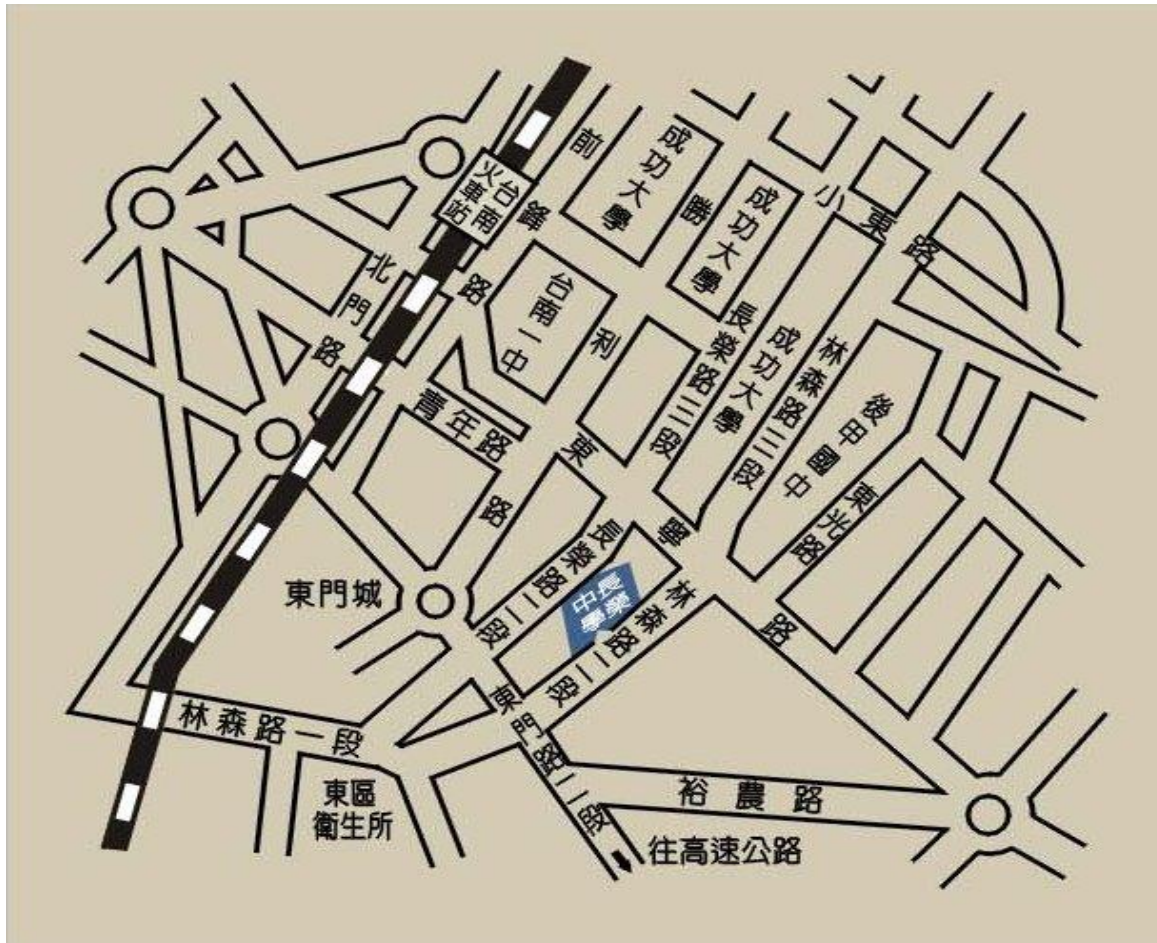 台南火車站
前鋒路
北門路
成功大學
勝利路
成功大學
小東路
台南一中
長榮路三段
成功大學
林森路三段
後甲國中
東光路
青年路
東寧路
長榮路二段
長榮中學
林森路二段
東門城
東門路二段
林森路一段
東區
衛生所
裕農路
往高速公路